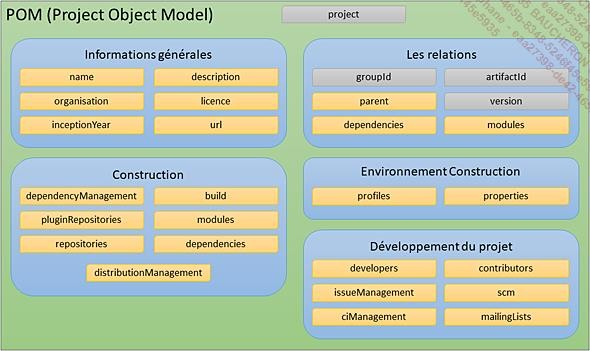 POM (Project Object Model)
project
Informations générales
name
description
organisation
licence
inceptionYear
url
Les relations
groupId
artifactId
parent
version
dependencies
modules
Construction
dependencyManagement
build
pluginRepositories
modules
repositories
dependencies
distributionManagement
Environnement Construction
profiles
properties
Développement du projet
developers
contributors
issueManagement
scm
ciManagement
mailingLists